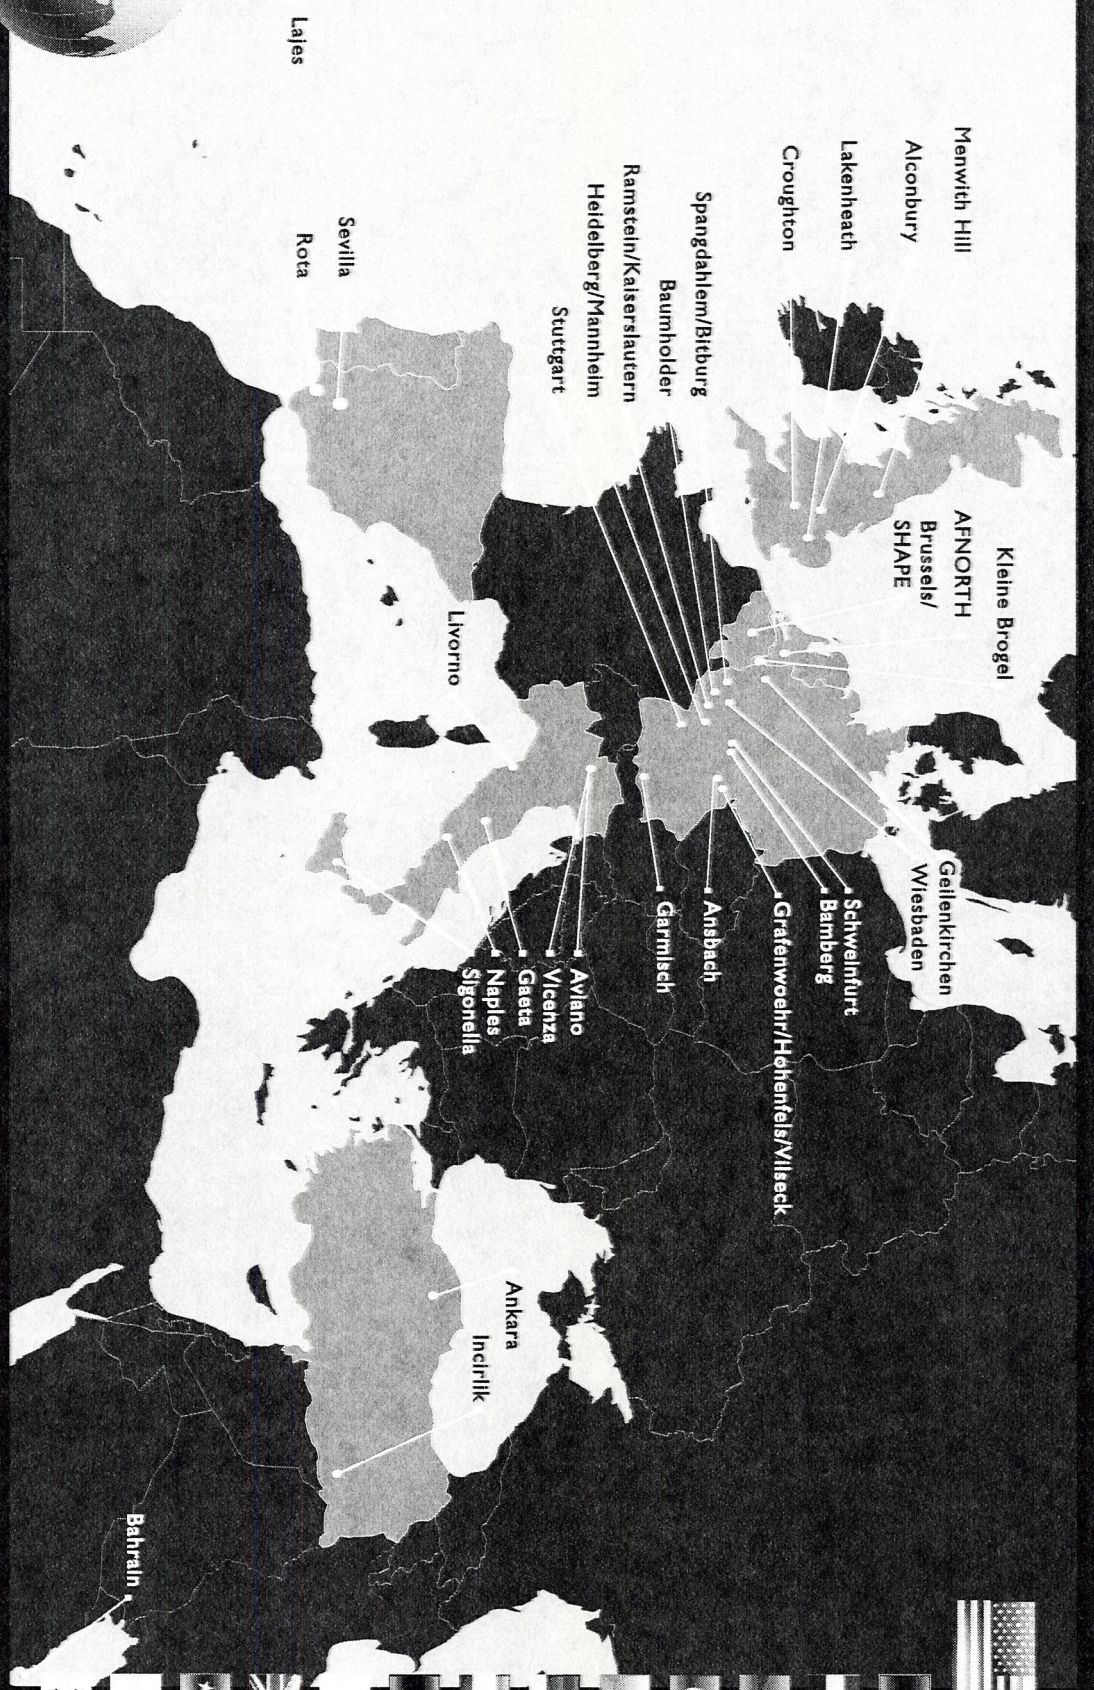 Menwith Hill
Alconbury
Lakenheath
Croughton
Spangdahlem/Bitburg
Baumholder
Ramstein/Kaiserslautern
Heidelberg/Mannheim
Stuttgart
Sevilla
Rota
Lajes
Kleine Brogel
AFNORTH
Brussels/
SHAPE
Livorno
Geilenkirchen
Wiesbaden
Schweinfurt
Bamberg
Grafenwoehr/Hohenfels/Vilseck
Ansbach
Garmisch
Aviano
Vicenza
Gaeta
Naples
Sigonella
Ankara
Incirlik
Bahrain